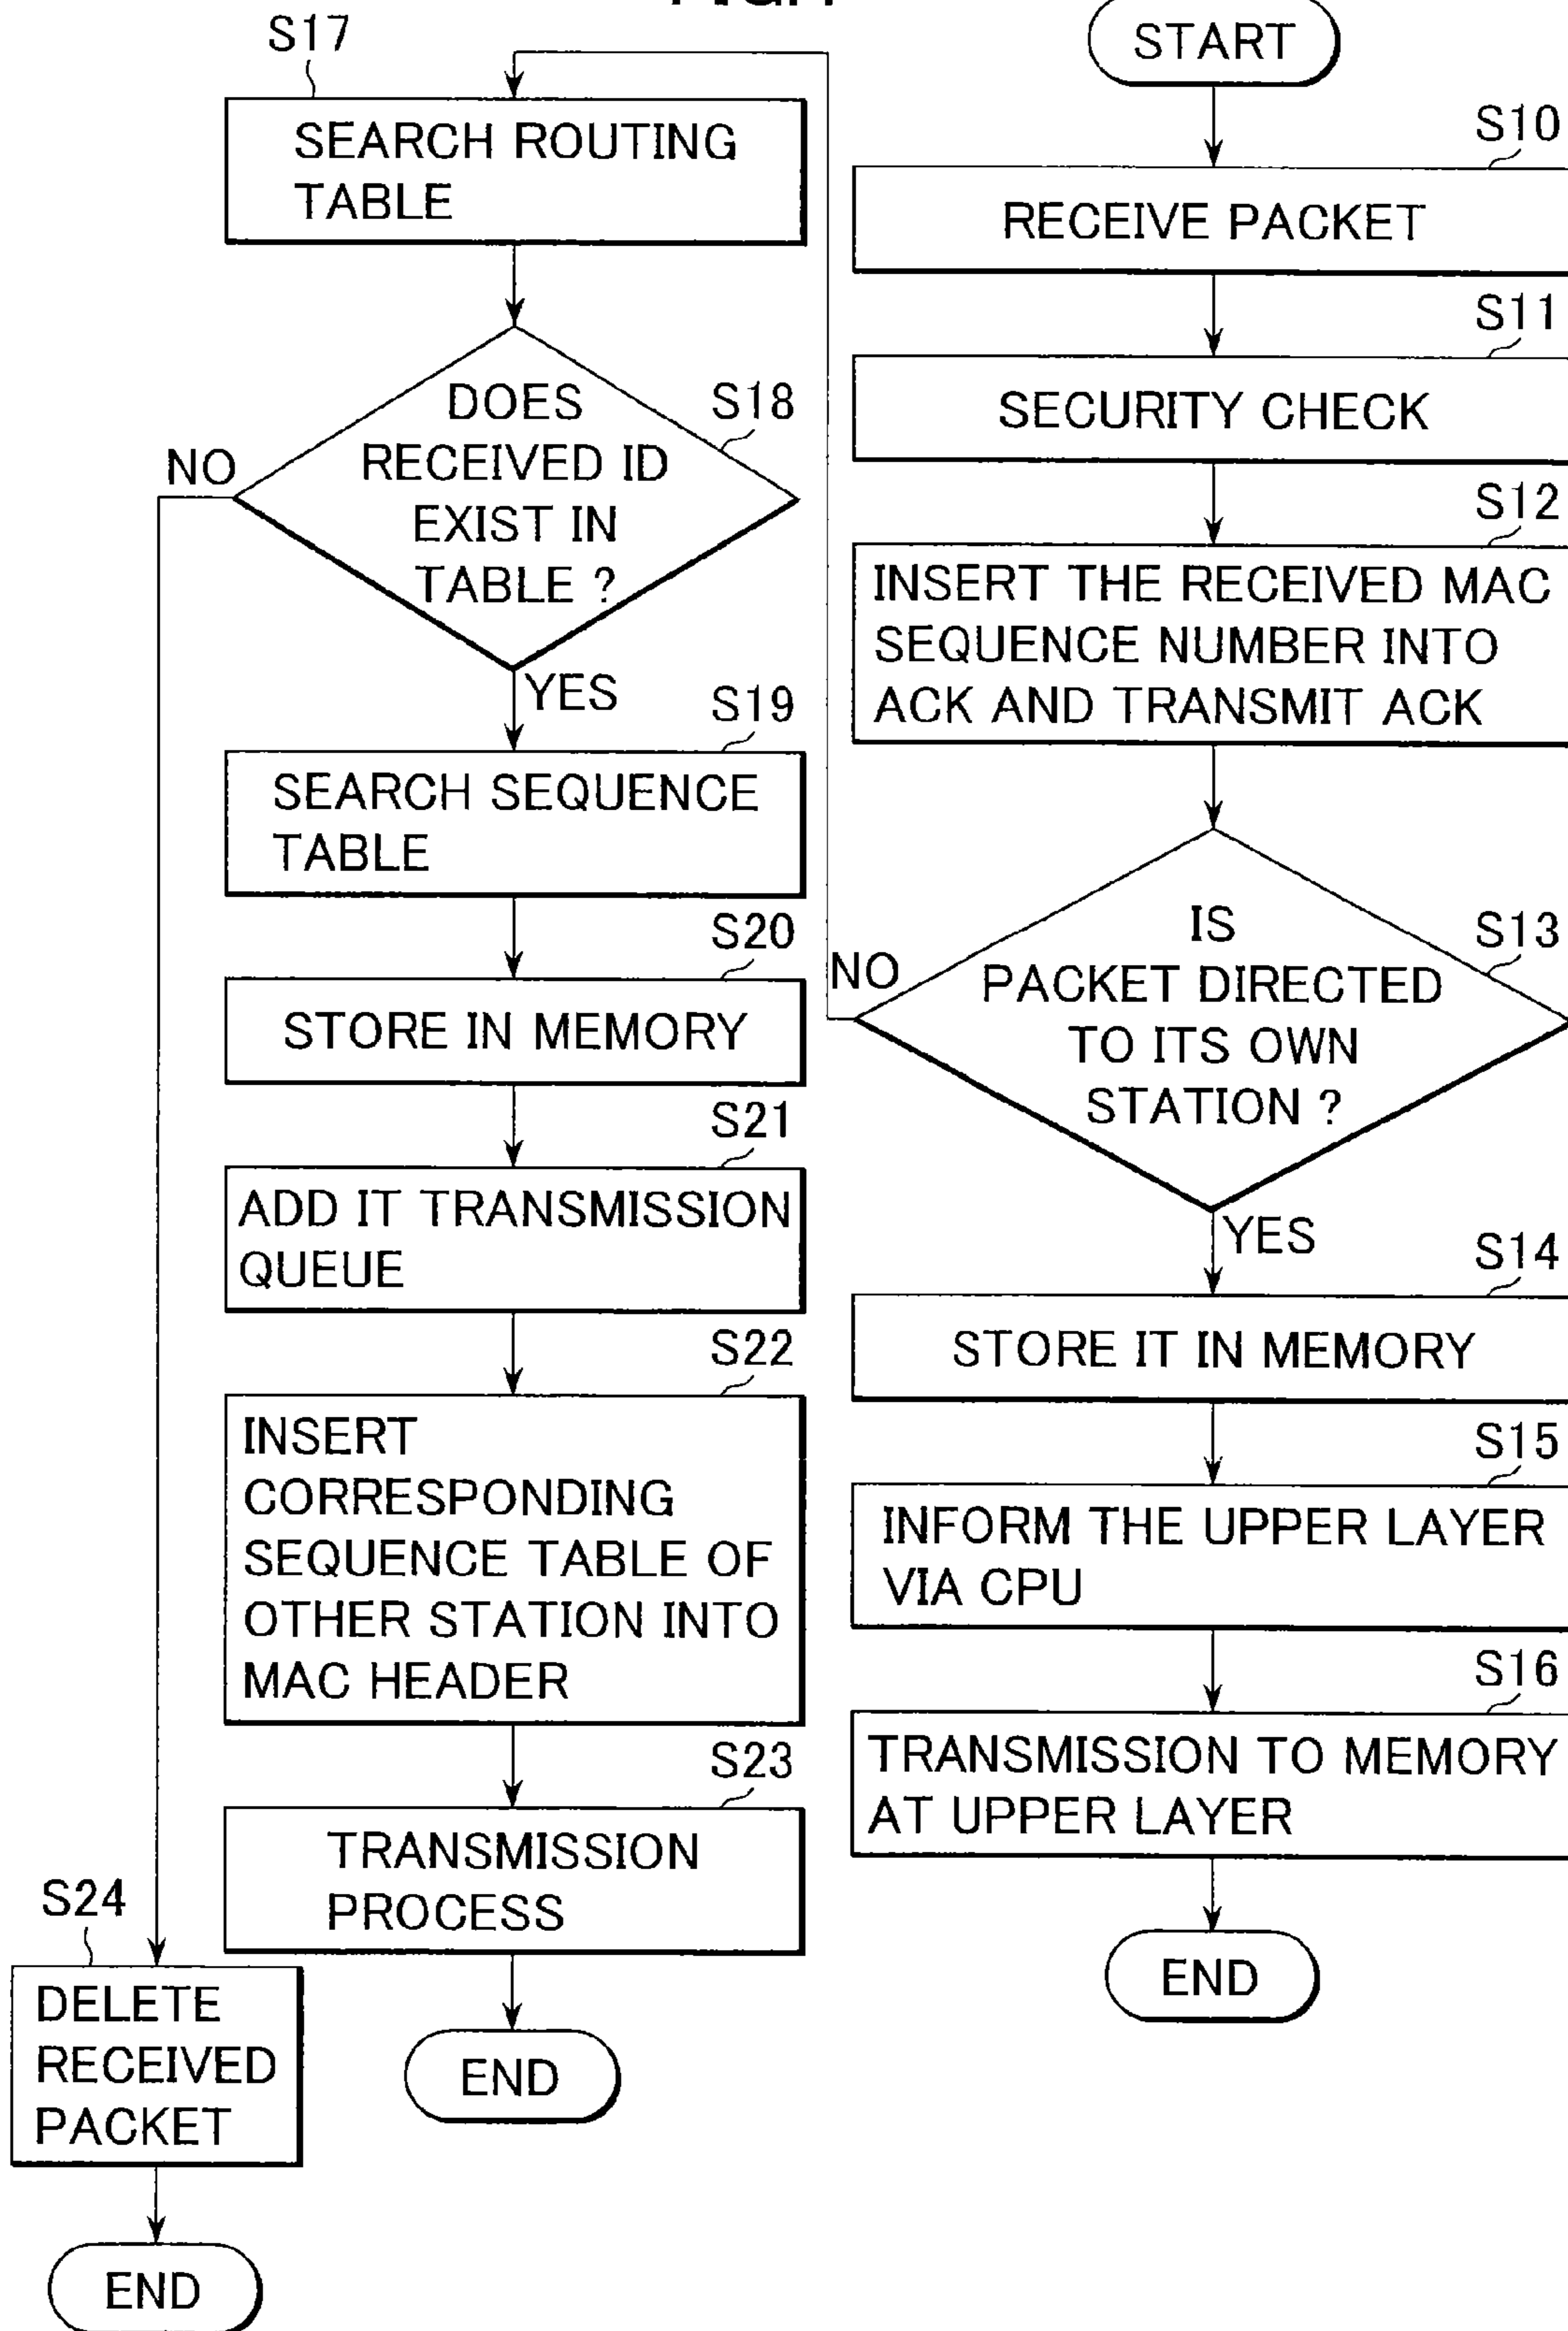 START
S10
RECEIVE PACKET
S11
SECURITY CHECK
S12
INSERT THE RECEIVED MAC
SEQUENCE NUMBER INTO
ACK AND TRANSMIT ACK
S13
IS
PACKET DIRECTED
TO ITS OWN
STATION ?
NO
YES
S14
STORE IT IN MEMORY
S15
INFORM THE UPPER LAYER
VIA CPU
S16
TRANSMISSION TO MEMORY
AT UPPER LAYER
END
S17
SEARCH ROUTING
TABLE
S18
DOES
RECEIVED ID
EXIST IN
TABLE ?
NO
YES
S19
SEARCH SEQUENCE
TABLE
S20
STORE IN MEMORY
S21
ADD IT TRANSMISSION
QUEUE
S22
INSERT
CORRESPONDING
SEQUENCE TABLE OF
OTHER STATION INTO
MAC HEADER
S23
TRANSMISSION
PROCESS
END
S24
DELETE
RECEIVED
PACKET
END